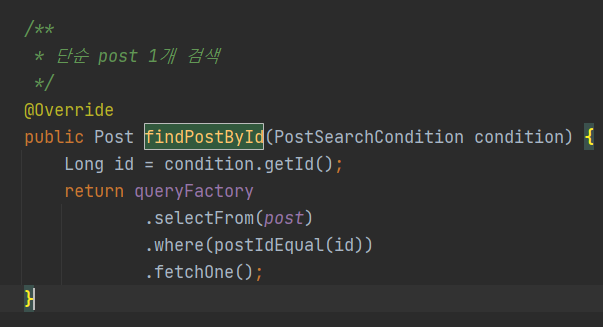 /**
 * 단순 post 1개 검색
 */
@Override
public Post findPostById(PostSearchCondition condition) {
    Long id = condition.getId();
    return queryFactory
            .selectFrom(post)
            .where(postIdEqual(id))
            .fetchOne();
}